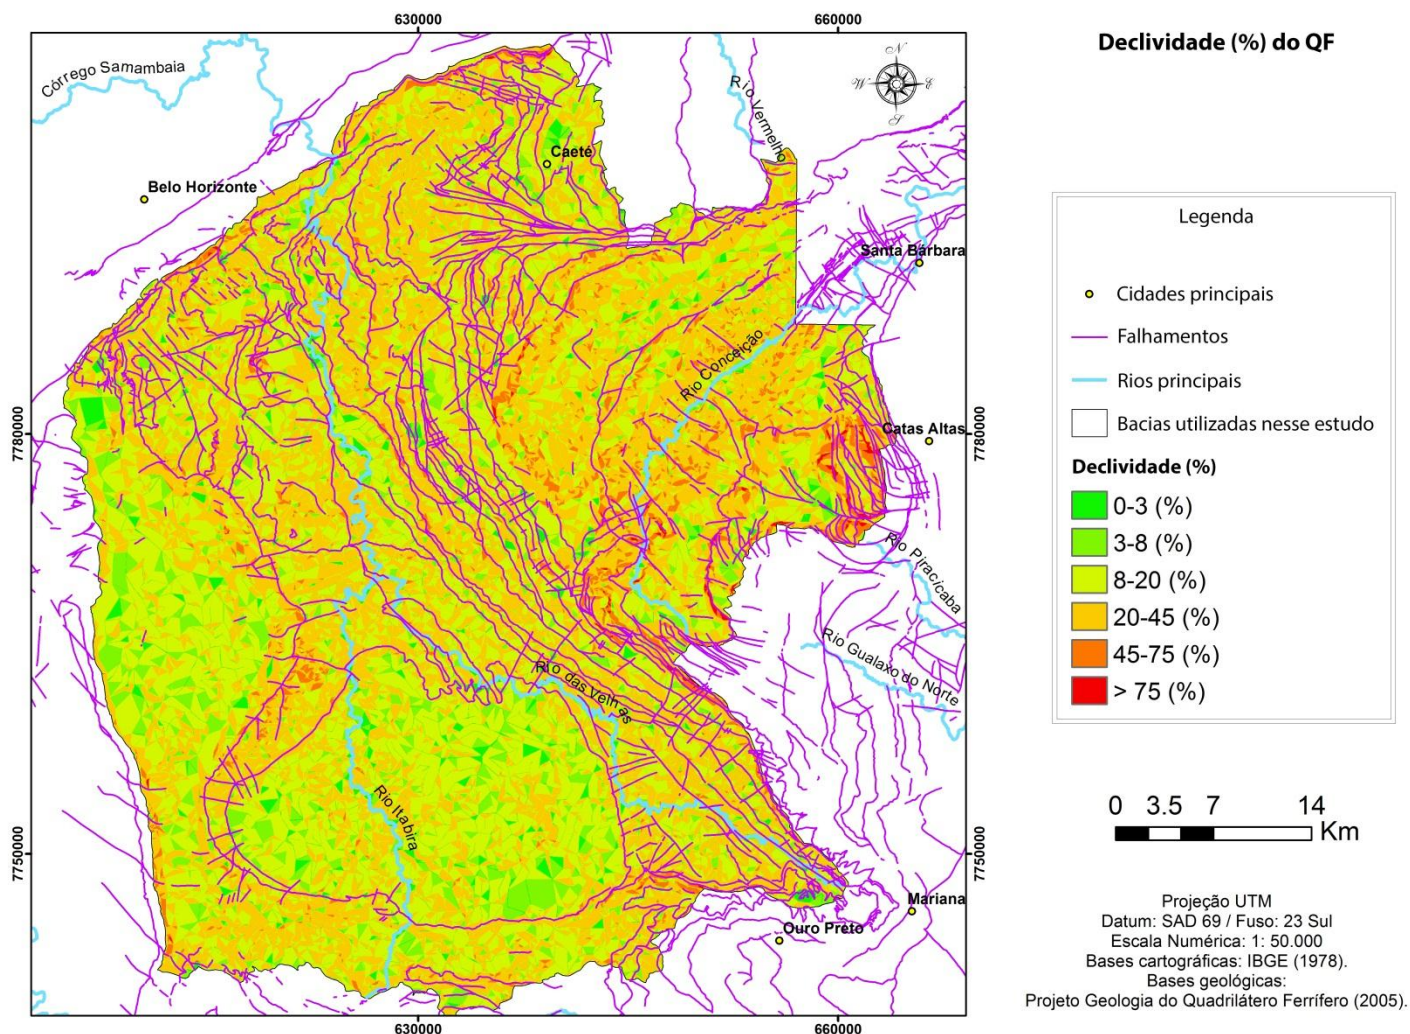 630000
660000
Declividade (%) do QF
Córrego Samambaia
N
W
E
S
Rio Vermelho
Caeté
Belo Horizonte
Legenda
Santa Bárbara
Cidades principais
Falhamentos
Rio Conceição
Rios principais
Bacias utilizadas nesse estudo
7780000
7780000
Catas Altas
Declividade (%)
0-3 (%)
3-8 (%)
8-20 (%)
20-45 (%)
45-75 (%)
> 75 (%)
Rio Piracicaba
Rio Gualaxo do Norte
Rio das Velhas
Rio Itabira
0 3.5 7 14
Km
7750000
7750000
Mariana
Ouro Preto
Projeção UTM
Datum: SAD 69 / Fuso: 23 Sul
Escala Numérica: 1: 50.000
Bases cartográficas: IBGE (1978).
Bases geológicas:
Projeto Geologia do Quadrilátero Ferrífero (2005).
630000
660000